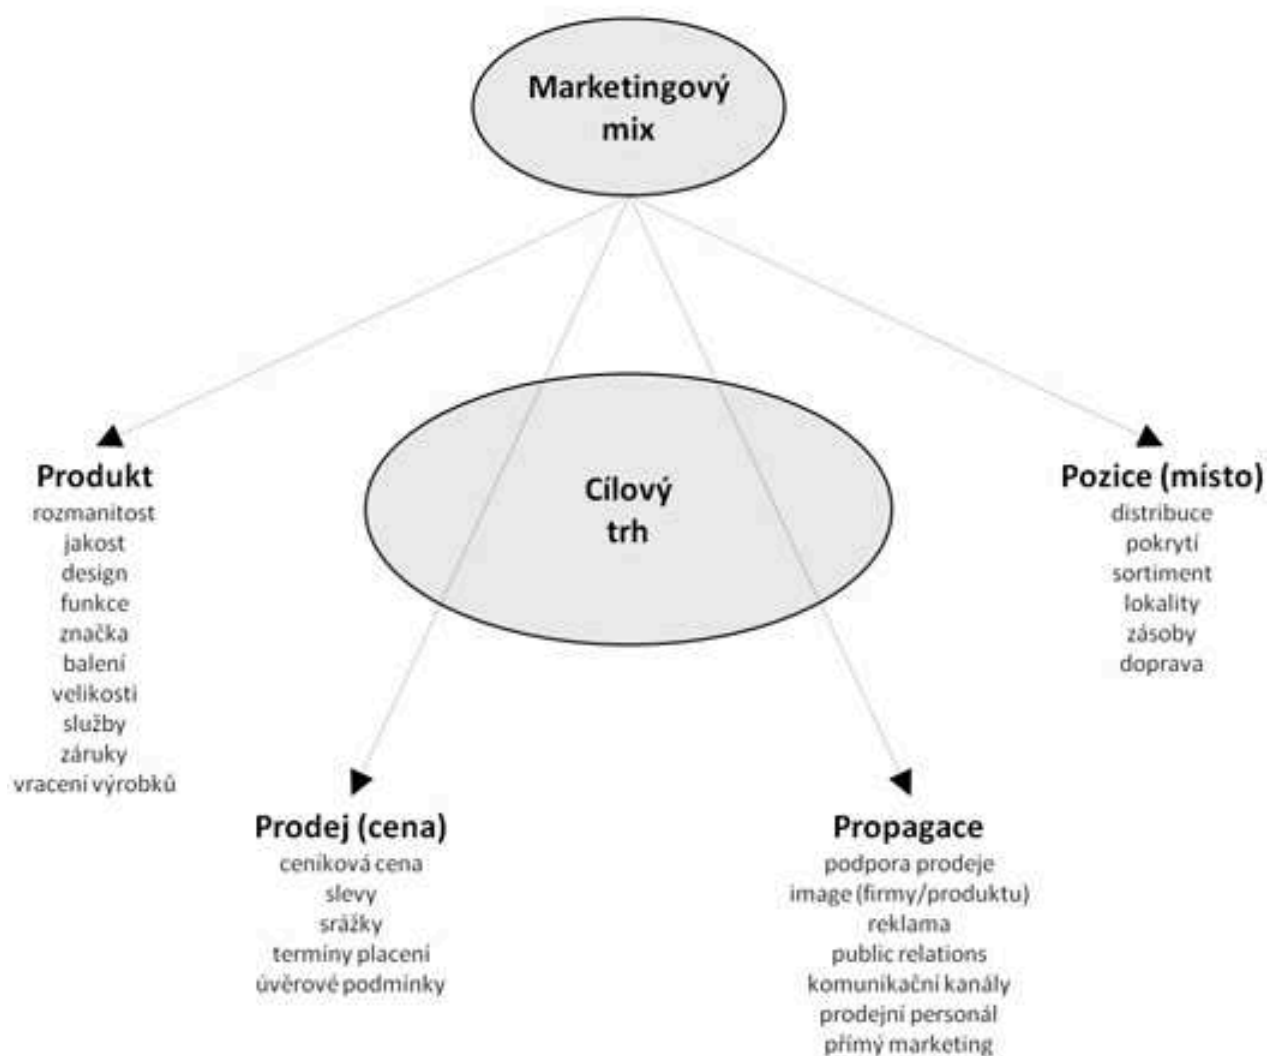 Marketingový
mix
Cílový
trh
Produkt
rozmanitost
jakost
design
funkce
značka
balení
velikosti
služby
záruky
vracení výrobků
Prodej (cena)
ceníková cena
slevy
srážky
termíny placení
úvěrové podmínky
Propagace
podpora prodeje
image (firmy/produktu)
reklama
public relations
komunikační kanály
prodejní personál
přímý marketing
Pozice (místo)
distribuce
pokrytí
sortiment
lokality
zásoby
doprava